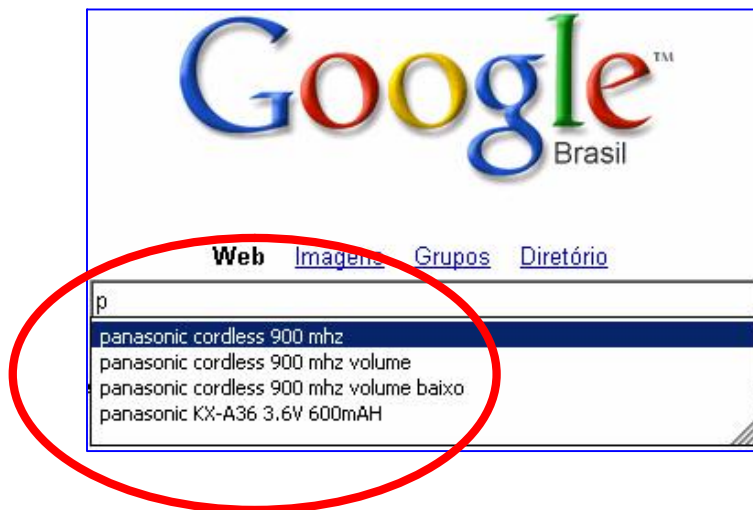 Google™
Brasil
Web Imagens Grupos Diretório
p
panasonic cordless 900 mhz
panasonic cordless 900 mhz volume
panasonic cordless 900 mhz volume baixo
panasonic KX-A36 3.6V 600mAH